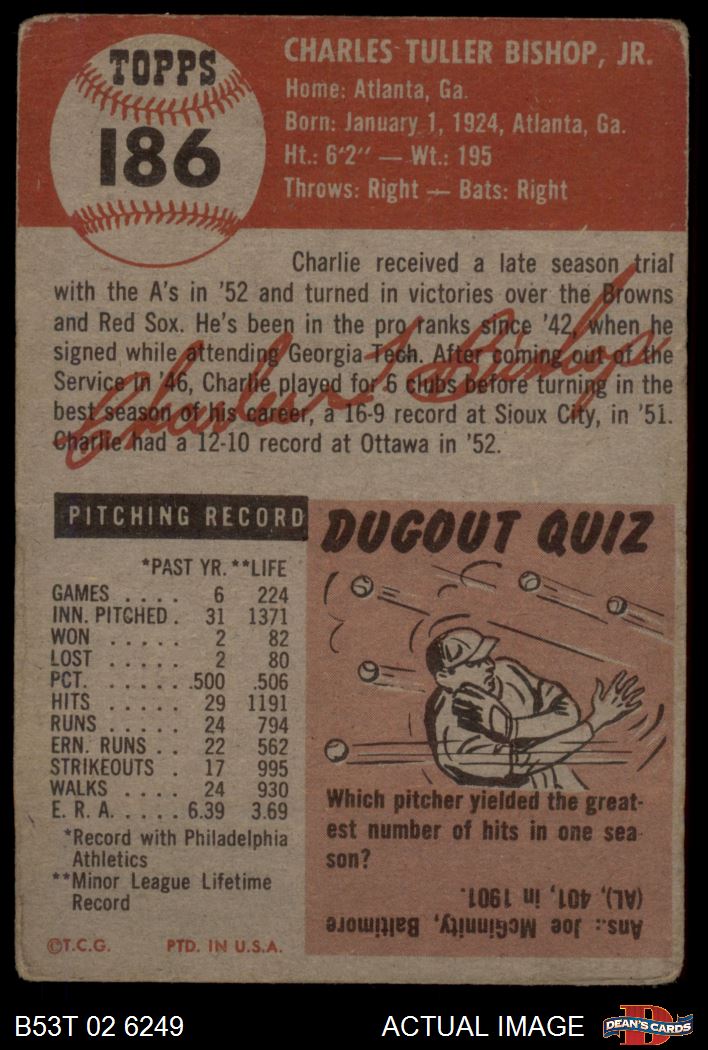 TOPPS
186
CHARLES TULLER BISHOP, JR.
Home: Atlanta, Ga.
Born: January 1, 1924, Atlanta, Ga.
Ht.: 6'2" — Wt.: 195
Throws: Right — Bats: Right
Charlie received a late season trial
with the A's in '52 and turned in victories over the Browns
and Red Sox. He's been in the pro ranks since '42, when he
signed while attending Georgia Tech. After coming out of the
Service in '46, Charlie played for 6 clubs before turning in the
best season of his career, a 16-9 record at Sioux City, in '51.
Charlie had a 12-10 record at Ottawa in '52.
Charles T Bishop
PITCHING RECORD
*PAST YR. **LIFE
GAMES . . . . 6 224
INN. PITCHED . 31 1371
WON . . . . . 2 82
LOST . . . . . 2 80
PCT. . . . . . .500 .506
HITS . . . . . 29 1191
RUNS . . . . . 24 794
ERN. RUNS . . 22 562
STRIKEOUTS . 17 995
WALKS . . . . 24 930
E. R. A. . . . . 6.39 3.69
*Record with Philadelphia
Athletics
**Minor League Lifetime
Record
©T.C.G. PTD. IN U.S.A.
DUGOUT QUIZ
Which pitcher yielded the great-
est number of hits in one sea-
son?
Ans.: Joe McGinnity, Baltimore
(AL), 401, in 1901.
B53T 02 6249
ACTUAL IMAGE
D
DEAN'S CARDS